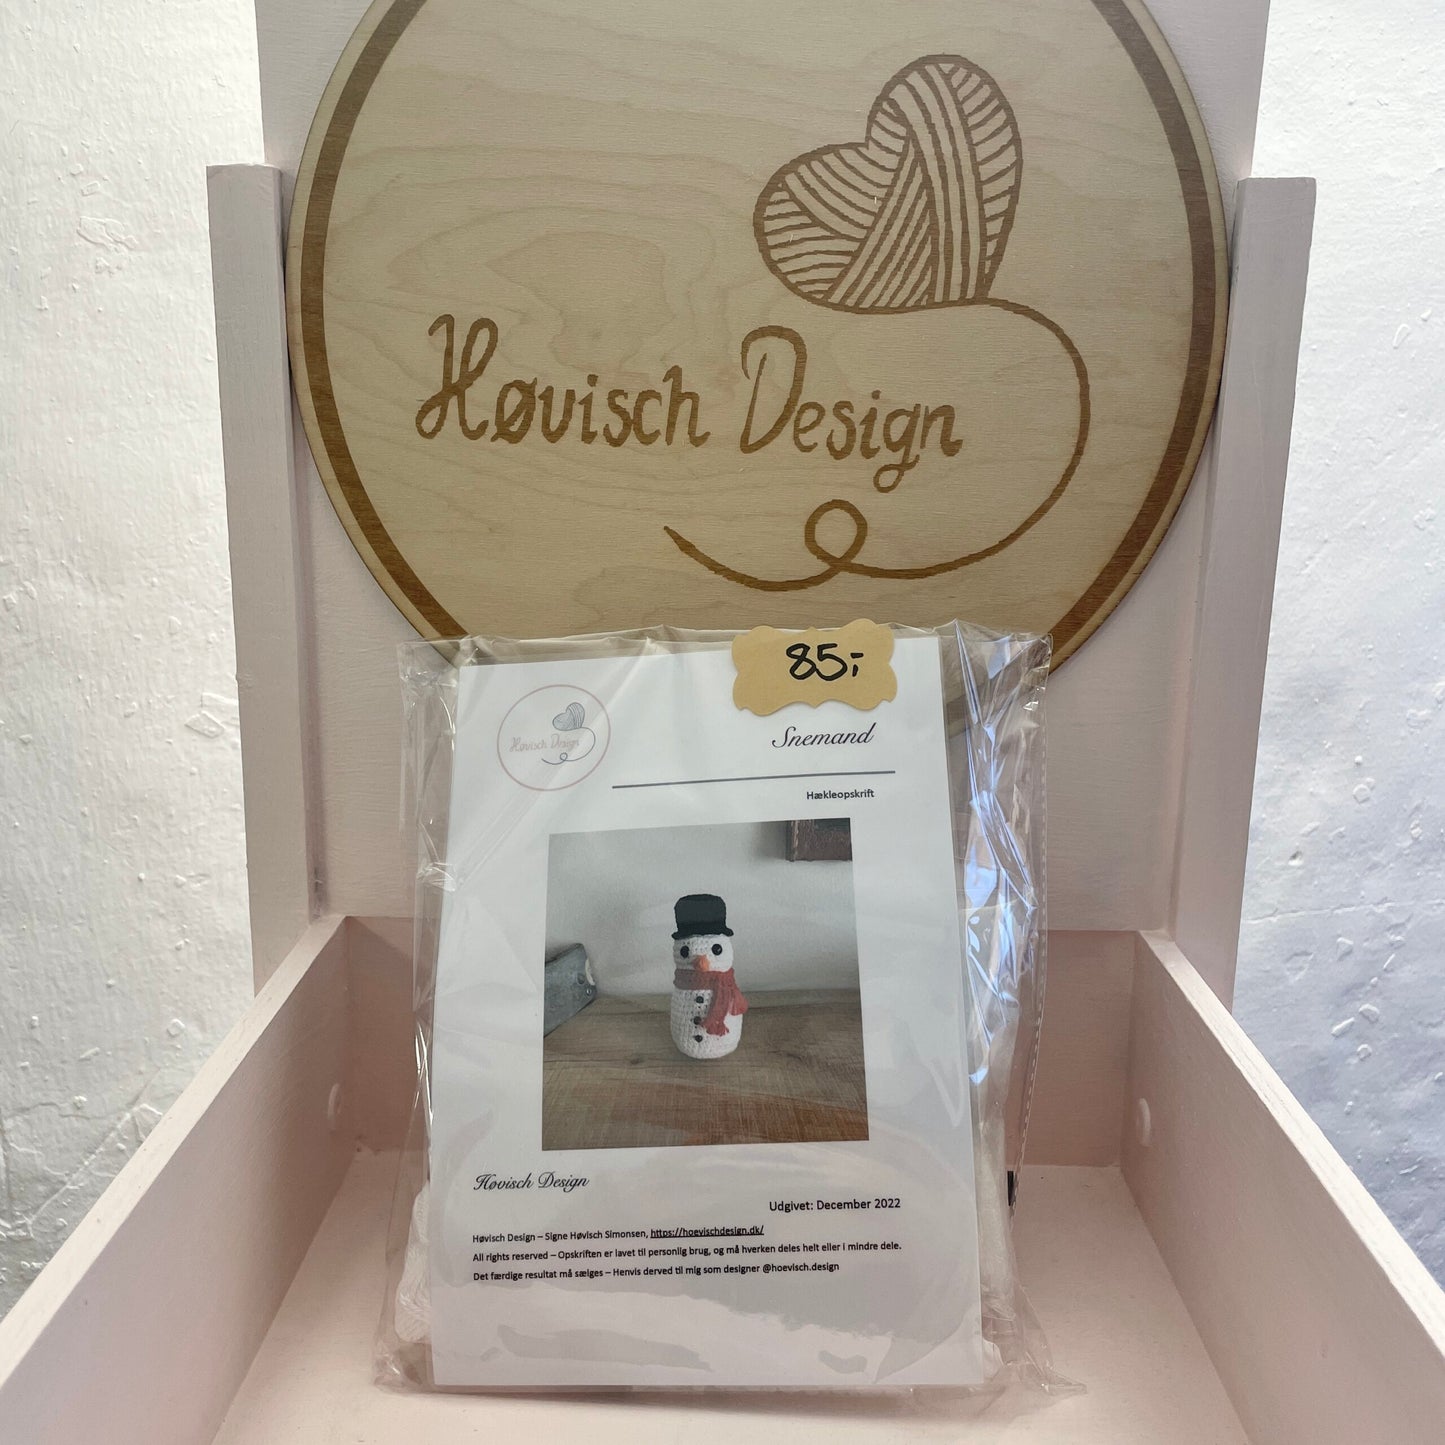 Høvisch Design
85;
Høvisch Design
Snemand
Hækleopskrift
Høvisch Design
Udgivet: December 2022
Høvisch Design – Signe Høvisch Simonsen, https://hoevischdesign.dk/
All rights reserved – Opskriften er lavet til personlig brug, og må hverken deles helt eller i mindre dele.
Det færdige resultat må sælges – Henvis derved til mig som designer @hoevisch.design